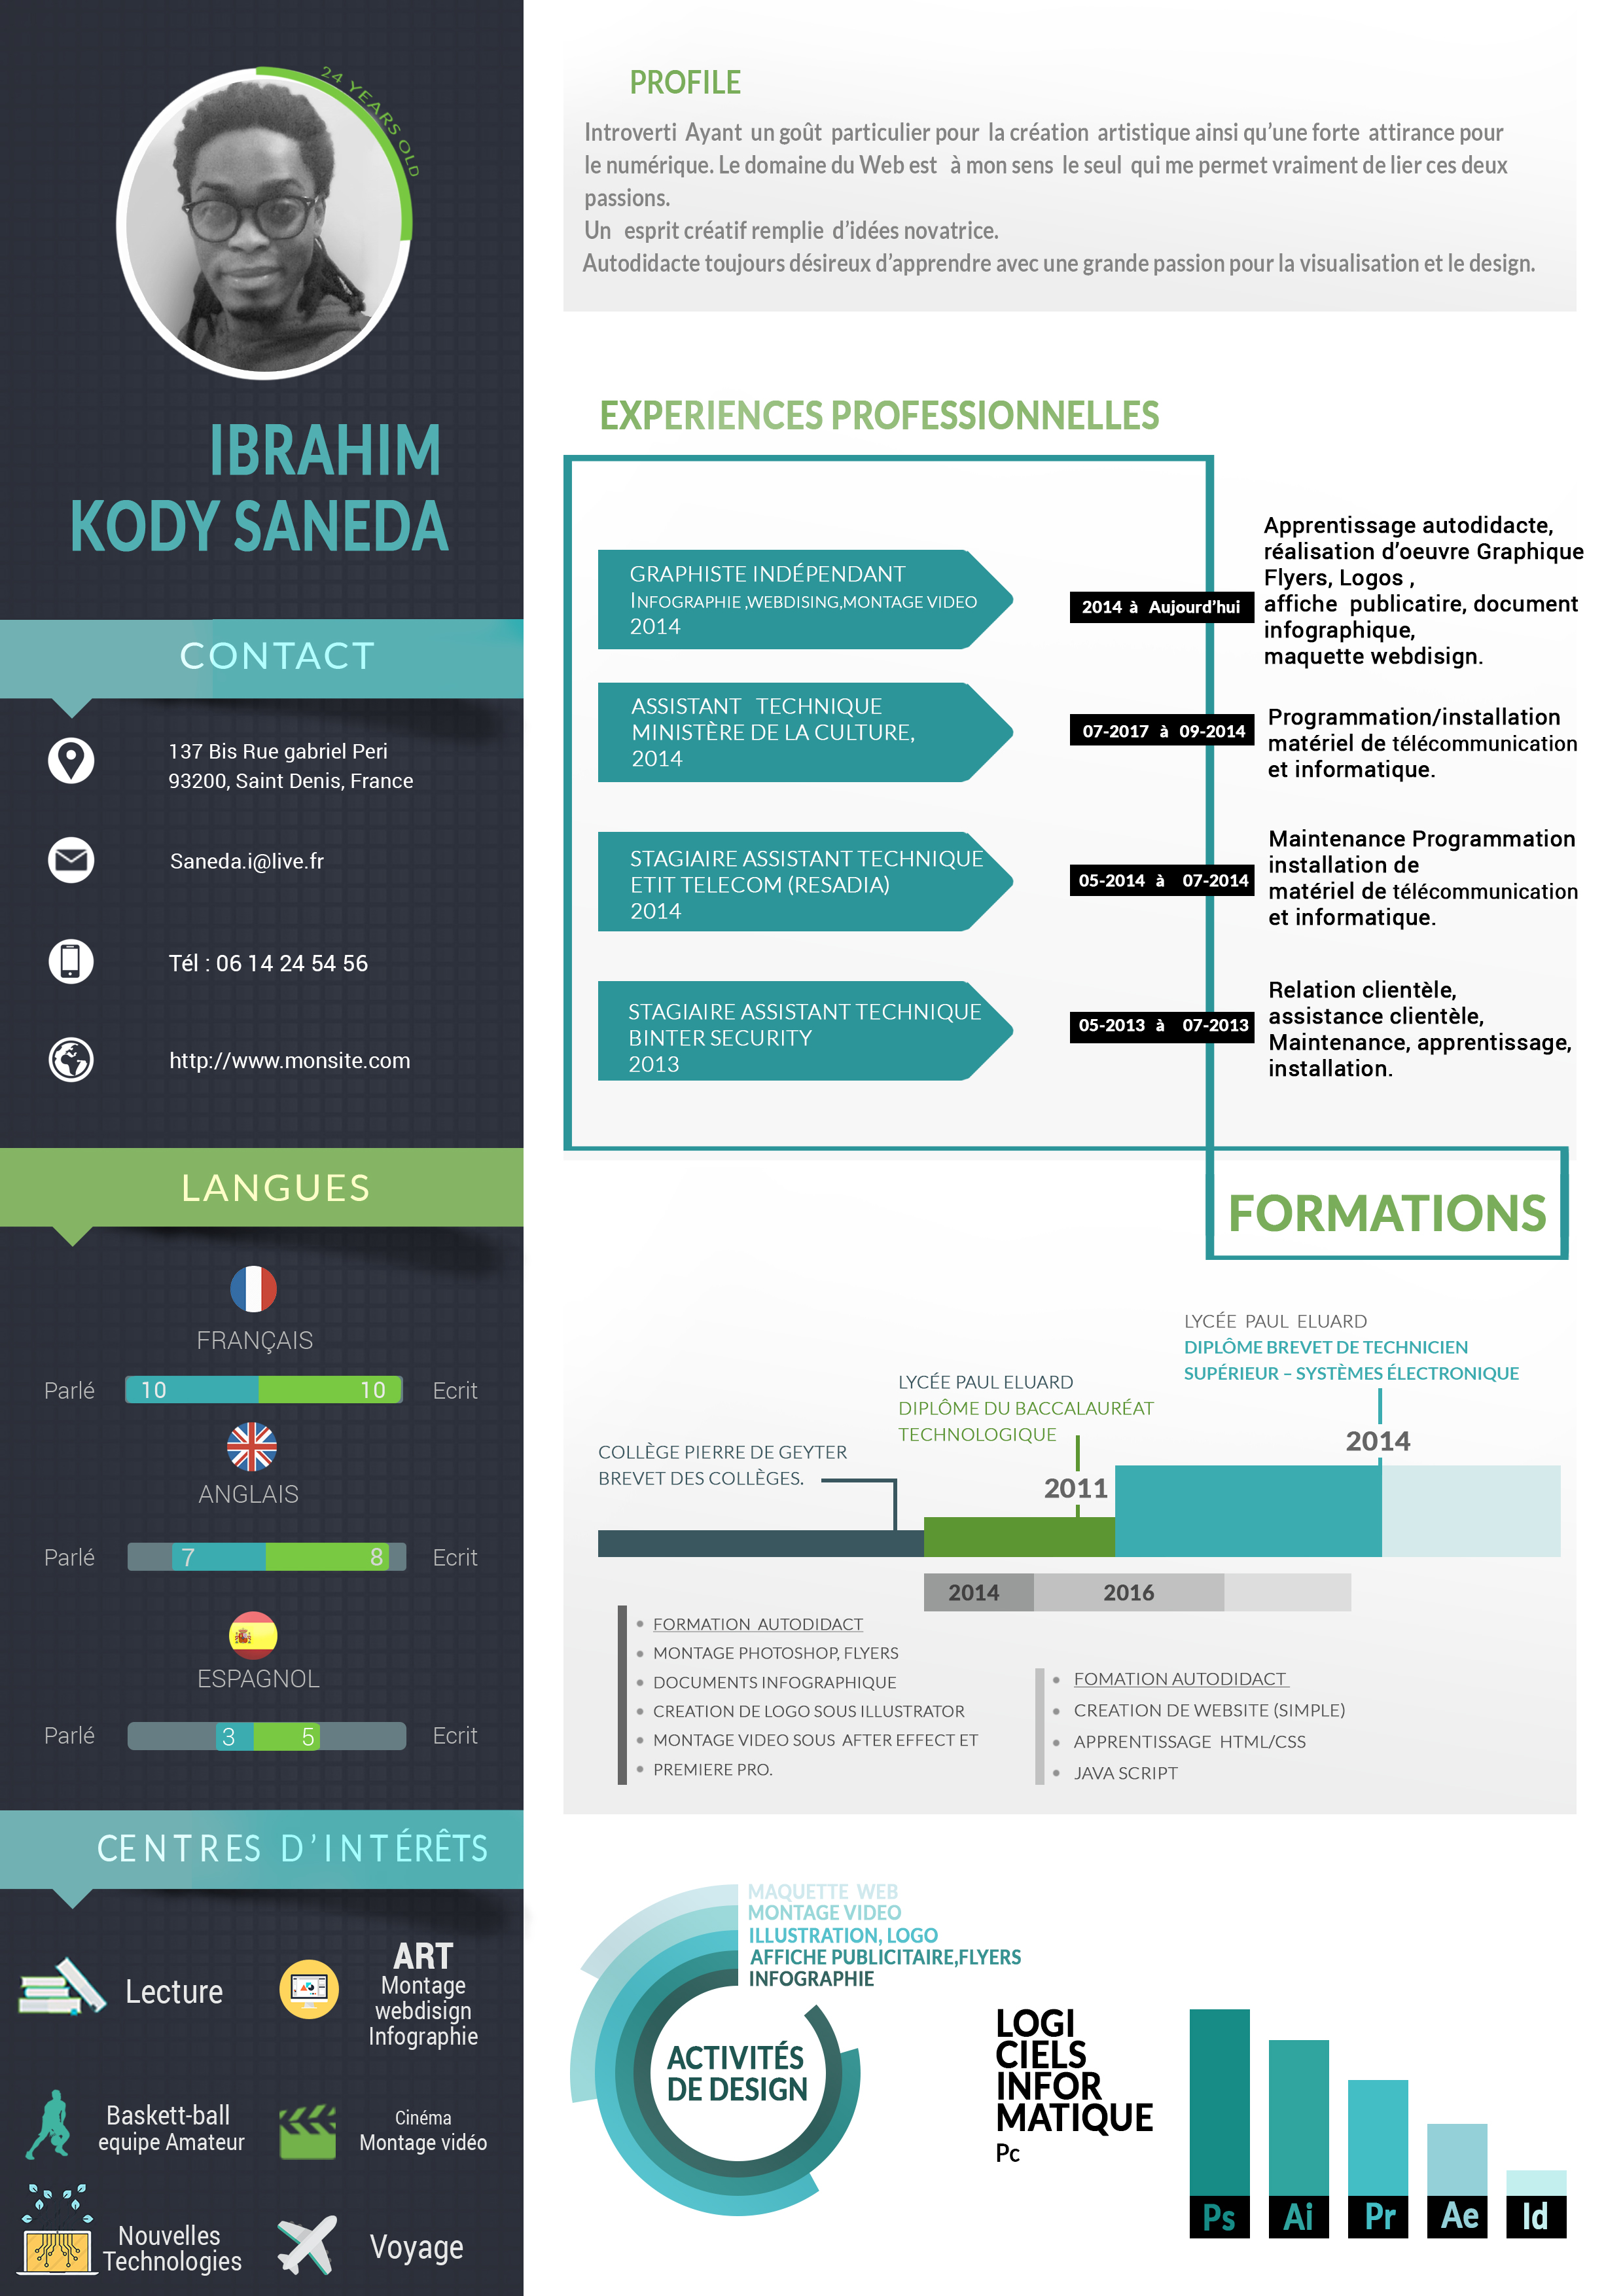 24 YEARS OLD
IBRAHIM
KODY SANEDA
CONTACT
137 Bis Rue gabriel Peri
93200, Saint Denis, France
Saneda.i@live.fr
Tél : 06 14 24 54 56
http://www.monsite.com
LANGUES
FRANÇAIS
Parlé 10 10 Ecrit
ANGLAIS
Parlé 7 8 Ecrit
ESPAGNOL
Parlé 3 5 Ecrit
CENTRES D'INTÉRÊTS
Lecture
ART
Montage
webdisign
Infographie
Baskett-ball
equipe Amateur
Cinéma
Montage vidéo
Nouvelles
Technologies
Voyage
PROFILE
Introverti Ayant un goût particulier pour la création artistique ainsi qu'une forte attirance pour
le numérique. Le domaine du Web est à mon sens le seul qui me permet vraiment de lier ces deux
passions.
Un esprit créatif remplie d'idées novatrice.
Autodidacte toujours désireux d'apprendre avec une grande passion pour la visualisation et le design.
EXPERIENCES PROFESSIONNELLES
GRAPHISTE INDÉPENDANT
INFOGRAPHIE ,WEBDISING,MONTAGE VIDEO
2014
2014 à Aujourd'hui
Apprentissage autodidacte,
réalisation d'oeuvre Graphique
Flyers, Logos ,
affiche publicatire, document
infographique,
maquette webdisign.
ASSISTANT TECHNIQUE
MINISTÈRE DE LA CULTURE,
2014
07-2017 à 09-2014
Programmation/installation
matériel de télécommunication
et informatique.
STAGIAIRE ASSISTANT TECHNIQUE
ETIT TELECOM (RESADIA)
2014
05-2014 à 07-2014
Maintenance Programmation
installation de
matériel de télécommunication
et informatique.
STAGIAIRE ASSISTANT TECHNIQUE
BINTER SECURITY
2013
05-2013 à 07-2013
Relation clientèle,
assistance clientèle,
Maintenance, apprentissage,
installation.
FORMATIONS
COLLÈGE PIERRE DE GEYTER
BREVET DES COLLÈGES.
LYCÉE PAUL ELUARD
DIPLÔME DU BACCALAURÉAT
TECHNOLOGIQUE
2011
LYCÉE PAUL ELUARD
DIPLÔME BREVET DE TECHNICIEN
SUPÉRIEUR – SYSTÈMES ÉLECTRONIQUE
2014
2014 2016
FORMATION AUTODIDACT
MONTAGE PHOTOSHOP, FLYERS
DOCUMENTS INFOGRAPHIQUE
CREATION DE LOGO SOUS ILLUSTRATOR
MONTAGE VIDEO SOUS AFTER EFFECT ET
PREMIERE PRO.
FOMATION AUTODIDACT
CREATION DE WEBSITE (SIMPLE)
APPRENTISSAGE HTML/CSS
JAVA SCRIPT
MAQUETTE WEB
MONTAGE VIDEO
ILLUSTRATION, LOGO
AFFICHE PUBLICITAIRE,FLYERS
INFOGRAPHIE
ACTIVITÉS
DE DESIGN
LOGI
CIELS
INFOR
MATIQUE
Pc
Ps Ai Pr Ae Id